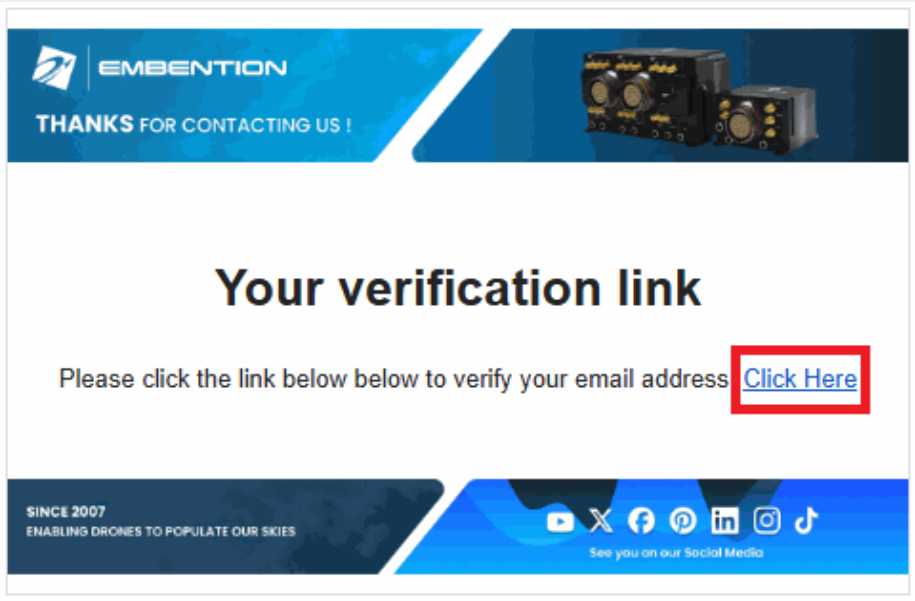 EMBENTION
THANKS FOR CONTACTING US !
Your verification link
Please click the link below below to verify your email address Click Here
SINCE 2007
ENABLING DRONES TO POPULATE OUR SKIES
See you on our Social Media